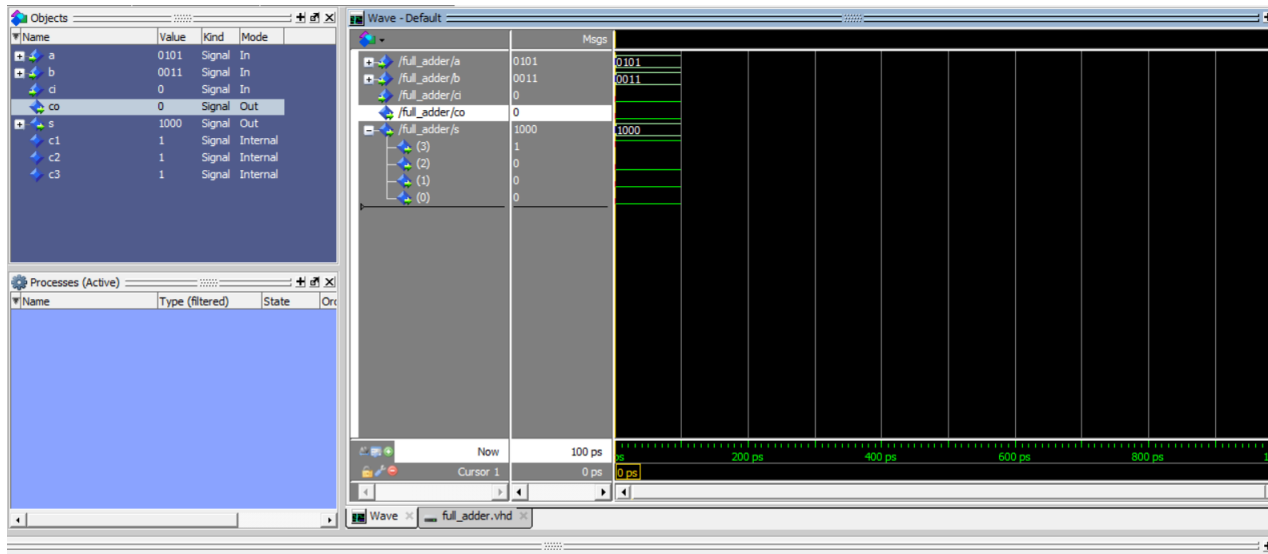 Objects
Name Value Kind Mode
a 0101 Signal In
b 0011 Signal In
ci 0 Signal In
co 0 Signal Out
s 1000 Signal Out
c1 1 Signal Internal
c2 1 Signal Internal
c3 1 Signal Internal
Processes (Active)
Name Type (filtered) State Orc
Wave - Default
Msgs
/full_adder/a 0101 0101
/full_adder/b 0011 0011
/full_adder/ci 0
/full_adder/co 0
/full_adder/s 1000 1000
(3) 1
(2) 0
(1) 0
(0) 0
Now 100 ps ps 200 ps 400 ps 600 ps 800 ps 1
Cursor 1 0 ps 0 ps
Wave full_adder.vhd